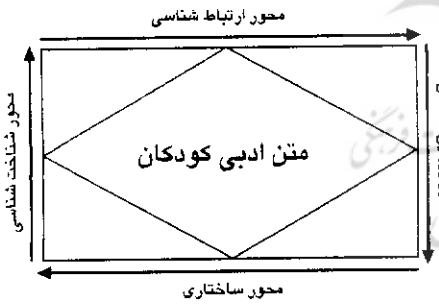 محور ارتباط شناسی
محور شناخت شناسی
متن ادبی کودکان
محور ساختاری